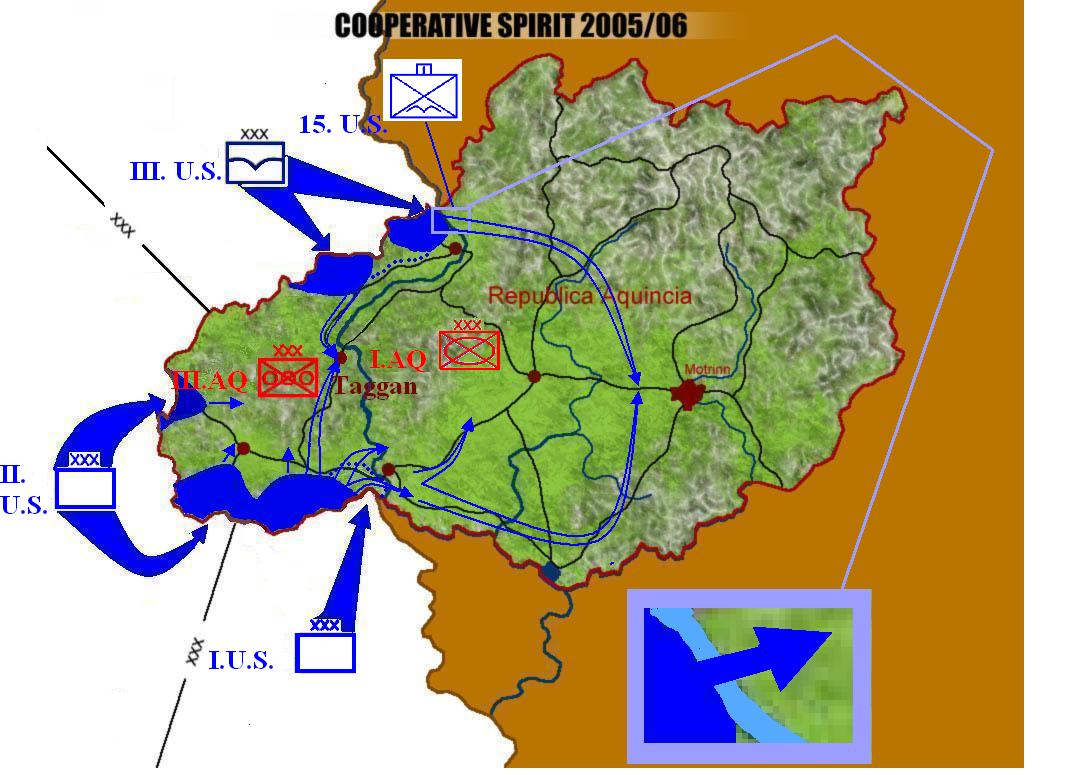 COOPERATIVE SPIRIT 2005/06
15. U.S.
XXX
III. U.S.
XXX
Republica Aquincia
XXX
I.AQ
XXX
III.AQ
Taggan
Motrinn
XXX
II.
U.S.
XXX
XXX
I.U.S.